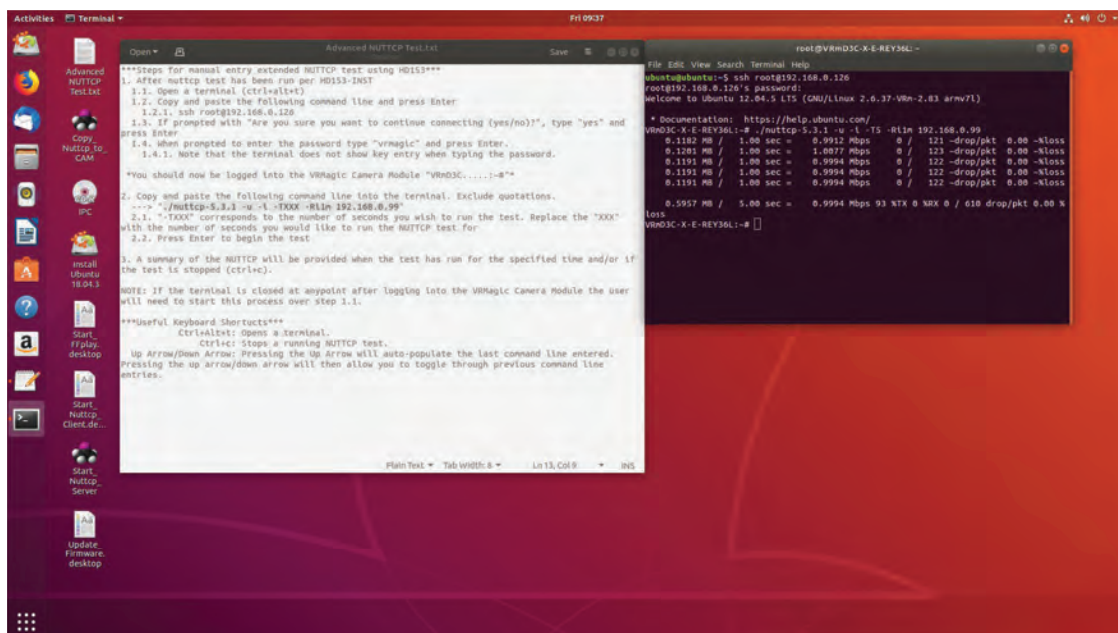 Activities
Terminal
Fri 09:37
Advanced
NUTTCP
Test.txt
Copy_
Nuttcp_to_
CAM
IPC
Install
Ubuntu
18.04.3
Start_
FFplay.
desktop
Start_
Nuttcp_
Client.de...
Start_
Nuttcp_
Server
Update_
Firmware.
desktop
Open
Advanced NUTTCP Test.txt
Save
***Steps for manual entry extended NUTTCP test using HD153***
1. After nuttcp test has been run per HD153-INST
1.1. Open a terminal (ctrl+alt+t)
1.2. Copy and paste the following command line and press Enter
1.2.1. ssh root@192.168.0.126
1.3. If prompted with "Are you sure you want to continue connecting (yes/no)?", type "yes" and
press Enter
1.4. When prompted to enter the password type "vrmagic" and press Enter.
1.4.1. Note that the terminal does not show key entry when typing the password.
*You should now be logged into the VRMagic Camera Module "VRmD3C.....:~#"*
2. Copy and paste the following command line into the terminal. Exclude quotations.
---> "./nuttcp-5.3.1 -u -i -TXXX -Ri1m 192.168.0.99"
2.1. "-TXXX" corresponds to the number of seconds you wish to run the test. Replace the "XXX"
with the number of seconds you would like to run the NUTTCP test for
2.2. Press Enter to begin the test
3. A summary of the NUTTCP will be provided when the test has run for the specified time and/or if
the test is stopped (ctrl+c).
NOTE: If the terminal is closed at anypoint after logging into the VRMagic Camera Module the user
will need to start this process over step 1.1.
***Useful Keyboard Shortucts***
Ctrl+Alt+t: Opens a terminal.
Ctrl+c: Stops a running NUTTCP test.
Up Arrow/Down Arrow: Pressing the Up Arrow will auto-populate the last command line entered.
Pressing the up arrow/down arrow will then allow you to toggle through previous command line
entries.
Plain Text
Tab Width: 8
Ln 13, Col 9
INS
root@VRmD3C-X-E-REY36L: ~
File Edit View Search Terminal Help
ubuntu@ubuntu:~$ ssh root@192.168.0.126
root@192.168.0.126's password:
Welcome to Ubuntu 12.04.5 LTS (GNU/Linux 2.6.37-VRm-2.83 armv7l)
* Documentation: https://help.ubuntu.com/
VRmD3C-X-E-REY36L:~# ./nuttcp-5.3.1 -u -i -T5 -Ri1m 192.168.0.99
0.1182 MB / 1.00 sec = 0.9912 Mbps 0 / 121 ~drop/pkt 0.00 ~%loss
0.1201 MB / 1.00 sec = 1.0077 Mbps 0 / 123 ~drop/pkt 0.00 ~%loss
0.1191 MB / 1.00 sec = 0.9994 Mbps 0 / 122 ~drop/pkt 0.00 ~%loss
0.1191 MB / 1.00 sec = 0.9994 Mbps 0 / 122 ~drop/pkt 0.00 ~%loss
0.1191 MB / 1.00 sec = 0.9994 Mbps 0 / 122 ~drop/pkt 0.00 ~%loss
0.5957 MB / 5.00 sec = 0.9994 Mbps 93 %TX 0 %RX 0 / 610 drop/pkt 0.00 %
loss
VRmD3C-X-E-REY36L:~#